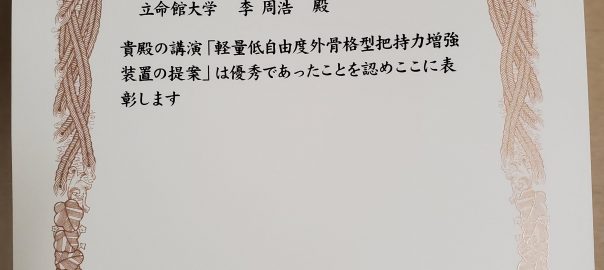 立命館大学 李 周浩 殿
貴殿の講演「軽量低自由度外骨格型把持力増強
装置の提案」は優秀であったことを認めここに表
彰します